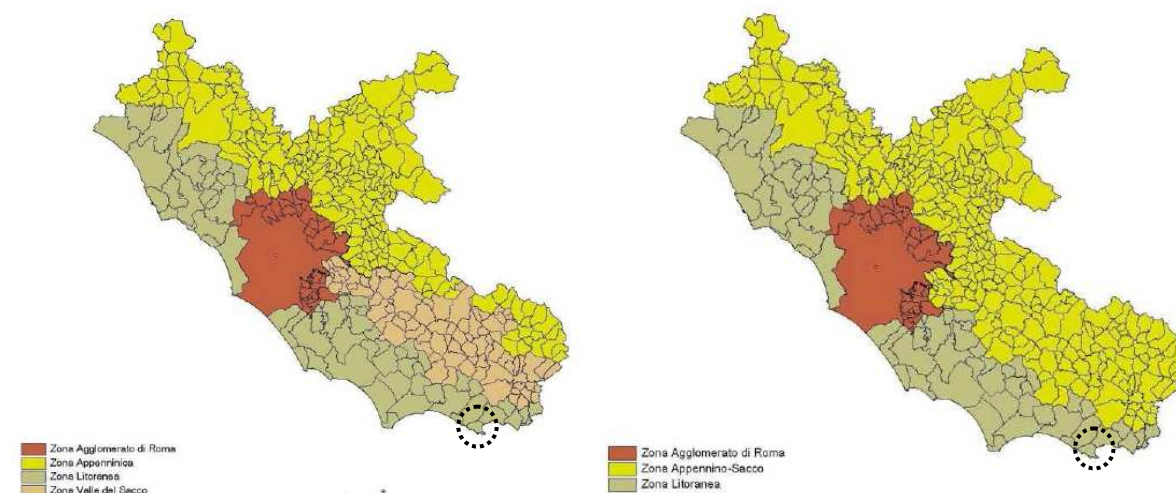 Zona Agglomerato di Roma
Zona Appenninica
Zona Litoranea
Zona Valle del Sacco
Zona Agglomerato di Roma
Zona Appennino-Sacco
Zona Litoranea